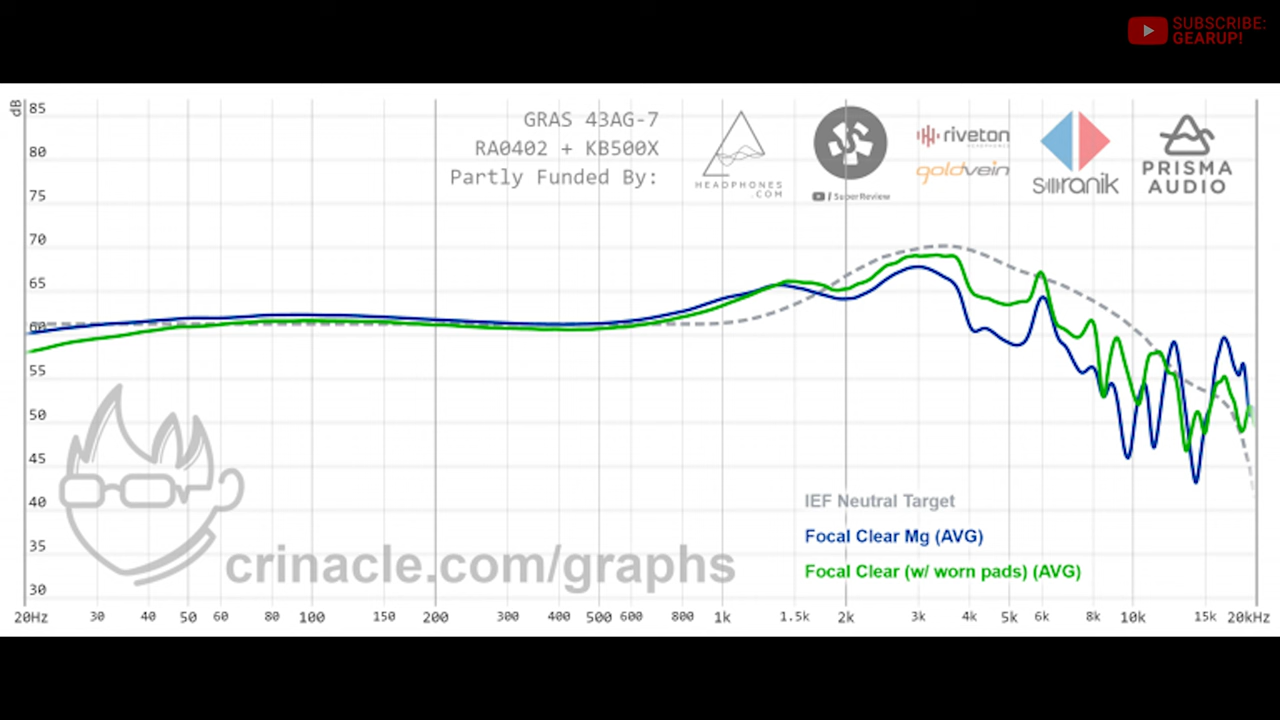 SUBSCRIBE:
GEARUP!
dB
85
80
75
70
65
60
55
50
45
40
35
30
GRAS 43AG-7
RA0402 + KB500X
Partly Funded By:
HEADPHONES
.COM
/ SuperReview
riveton
HEADPHONES
goldvein
soranik
PRISMA
AUDIO
IEF Neutral Target
Focal Clear Mg (AVG)
Focal Clear (w/ worn pads) (AVG)
crinacle.com/graphs
20Hz 30 40 50 60 80 100 150 200 300 400 500 600 800 1k 1.5k 2k 3k 4k 5k 6k 8k 10k 15k 20kHz